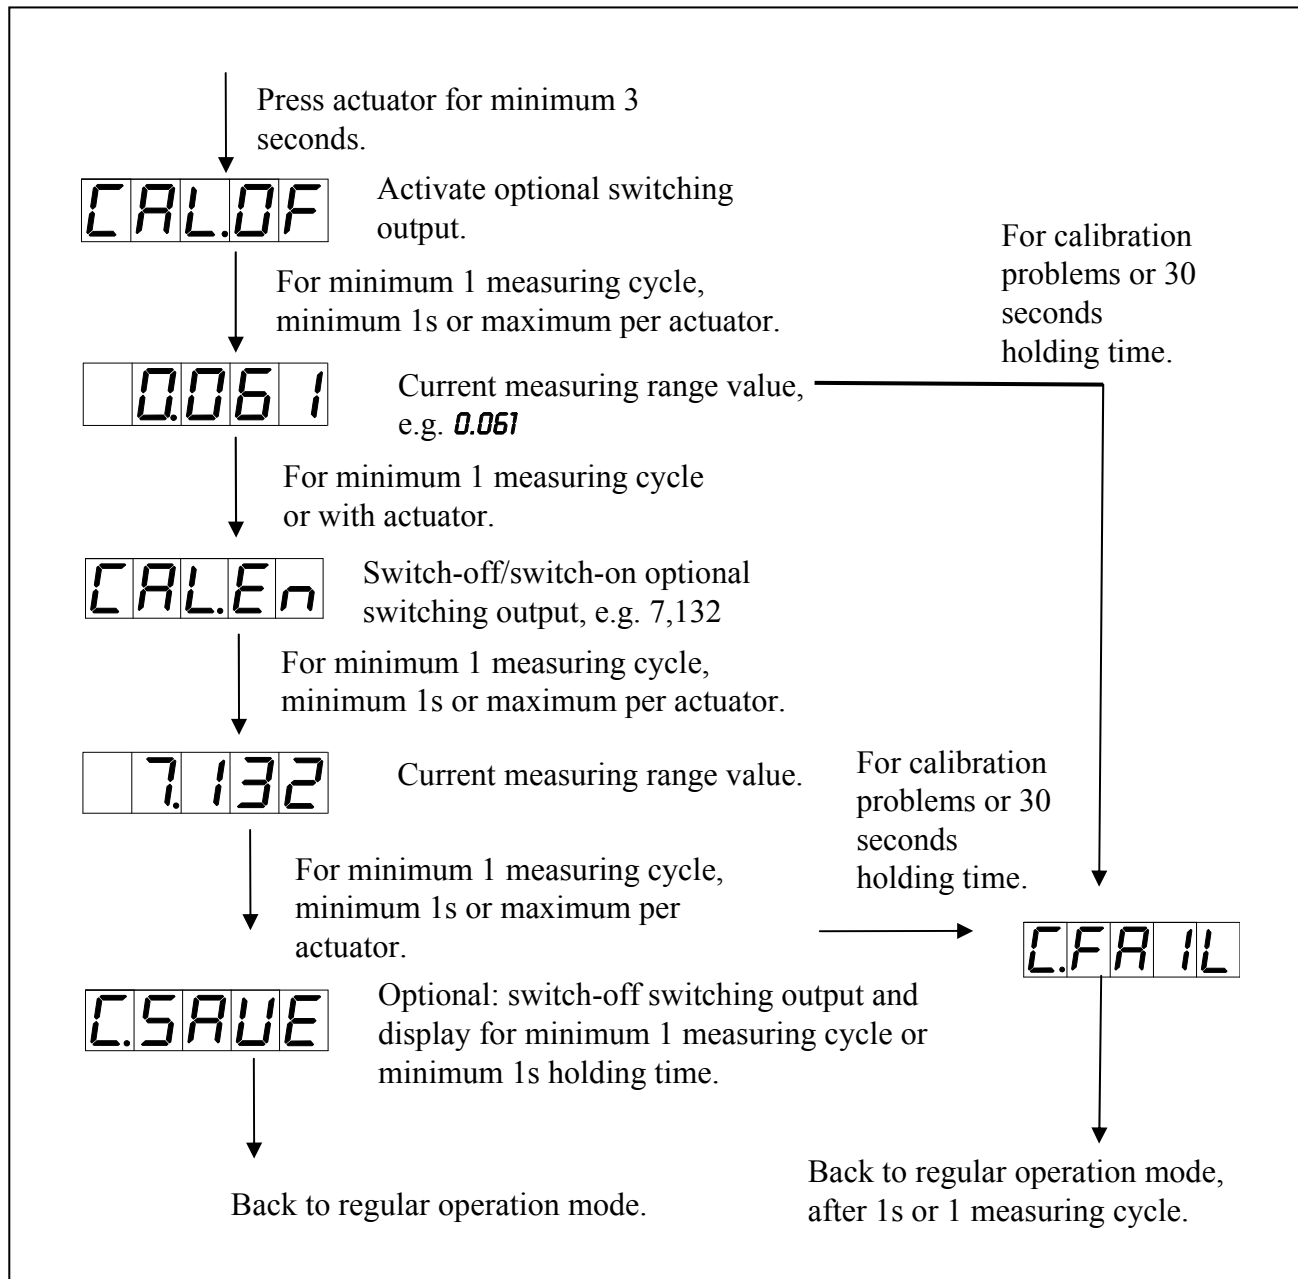 Press actuator for minimum 3
seconds.
CAL.OF
Activate optional switching
output.
For minimum 1 measuring cycle,
minimum 1s or maximum per actuator.
0.061
Current measuring range value,
e.g. 0.061
For calibration
problems or 30
seconds
holding time.
For minimum 1 measuring cycle
or with actuator.
CAL.En
Switch-off/switch-on optional
switching output, e.g. 7,132
For minimum 1 measuring cycle,
minimum 1s or maximum per actuator.
7.132
Current measuring range value.
For calibration
problems or 30
seconds
holding time.
For minimum 1 measuring cycle,
minimum 1s or maximum per
actuator.
C.FAIL
C.SAVE
Optional: switch-off switching output and
display for minimum 1 measuring cycle or
minimum 1s holding time.
Back to regular operation mode.
Back to regular operation mode,
after 1s or 1 measuring cycle.